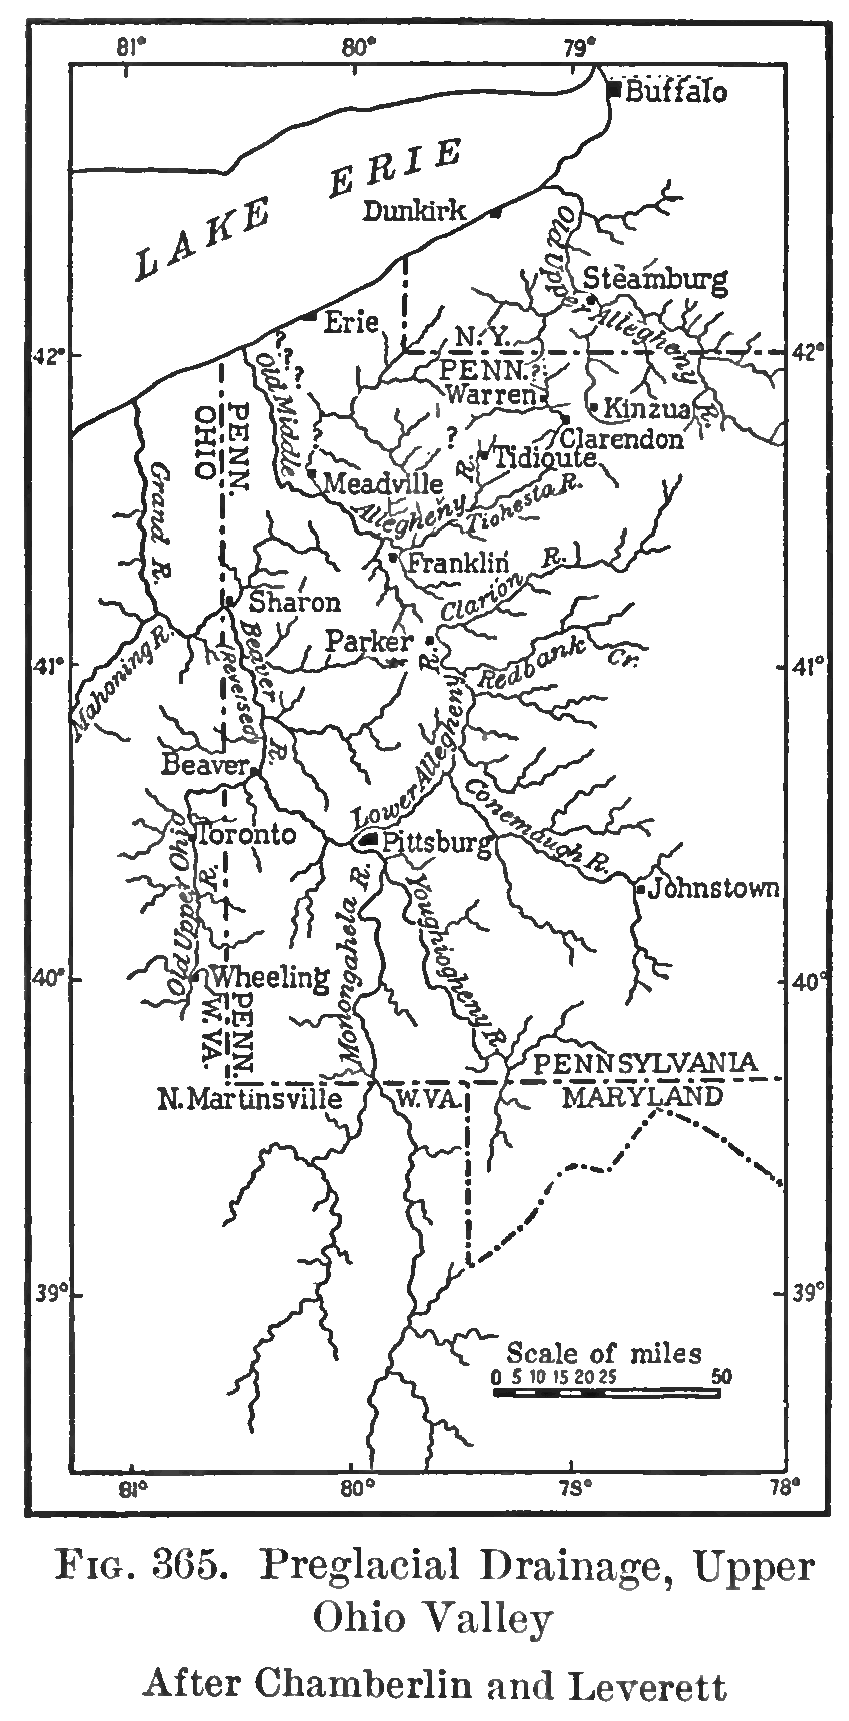 81° 80° 79°
Buffalo
LAKE ERIE
Dunkirk
Old Upper Allegheny R.
Steamburg
Erie
? ? ? ?
N.Y.
42° 42°
PENN. ?
Warren
Kinzua
Clarendon
Old Middle Allegheny R.
OHIO
PENN.
?
?
Tidioute
Meadville
Tiohesta R.
Grand R.
Franklin
Clarion R.
Sharon
Parker
Mahoning R.
Beaver R.
(Reversed)
Redbank Cr.
41° 41°
Beaver
Lower Allegheny R.
Conemaugh R.
Toronto
Pittsburg
Old Upper Ohio R.
Johnstown
Monongahela R.
Youghiogheny R.
40° 40°
Wheeling
W.VA.
PENN.
PENNSYLVANIA
N. Martinsville
W.VA.
MARYLAND
39° 39°
Scale of miles
0 5 10 15 20 25 50
81° 80° 79° 78°
FIG. 365. Preglacial Drainage, Upper
Ohio Valley
After Chamberlin and Leverett